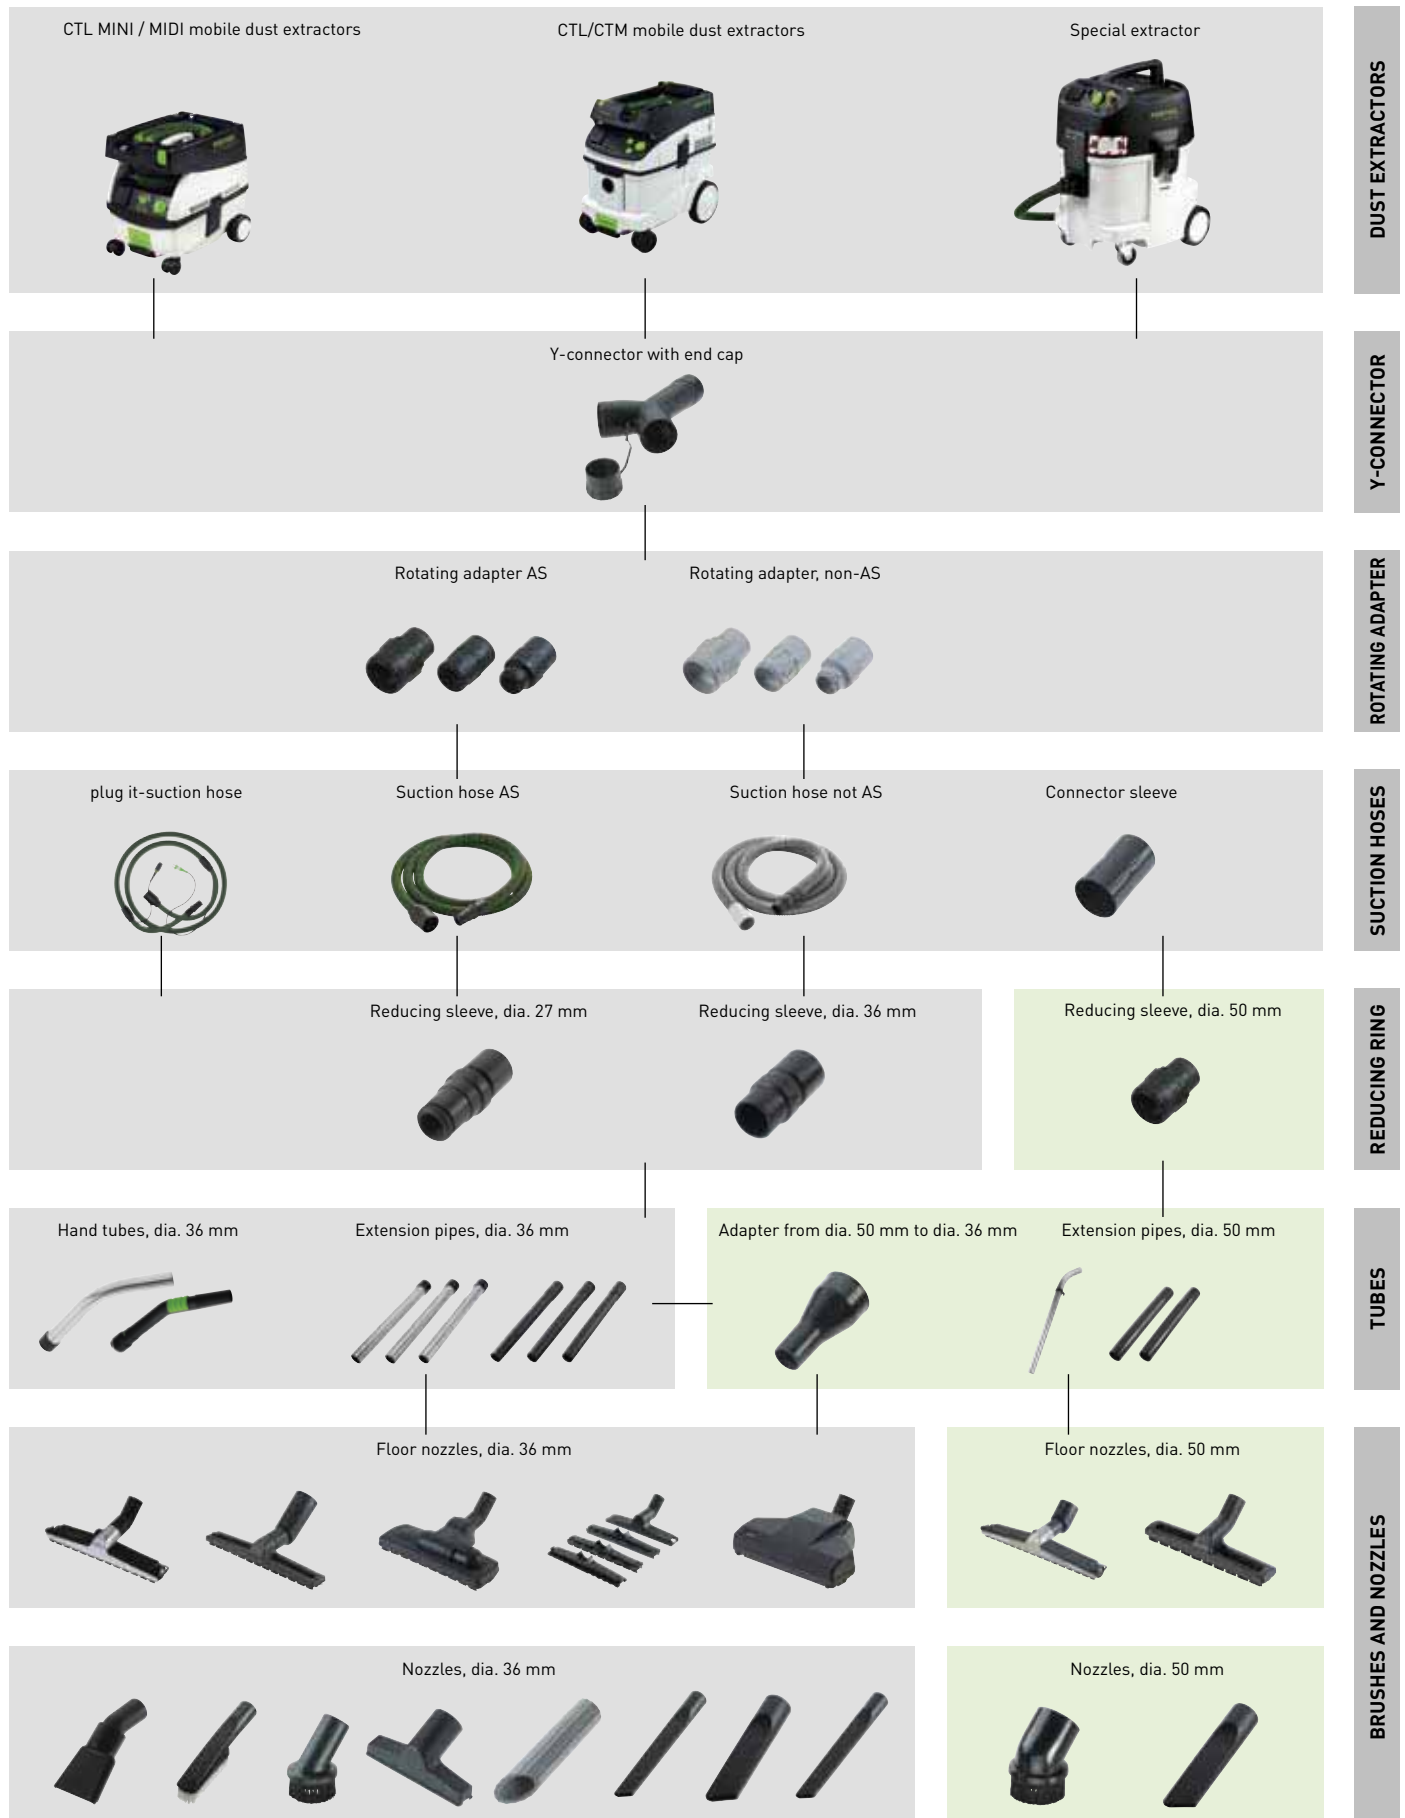 CTL MINI / MIDI mobile dust extractors
CTL/CTM mobile dust extractors
Special extractor
DUST EXTRACTORS
Y-connector with end cap
Y-CONNECTOR
Rotating adapter AS
Rotating adapter, non-AS
ROTATING ADAPTER
plug it-suction hose
Suction hose AS
Suction hose not AS
Connector sleeve
SUCTION HOSES
Reducing sleeve, dia. 27 mm
Reducing sleeve, dia. 36 mm
Reducing sleeve, dia. 50 mm
REDUCING RING
Hand tubes, dia. 36 mm
Extension pipes, dia. 36 mm
Adapter from dia. 50 mm to dia. 36 mm
Extension pipes, dia. 50 mm
TUBES
Floor nozzles, dia. 36 mm
Floor nozzles, dia. 50 mm
BRUSHES AND NOZZLES
Nozzles, dia. 36 mm
Nozzles, dia. 50 mm